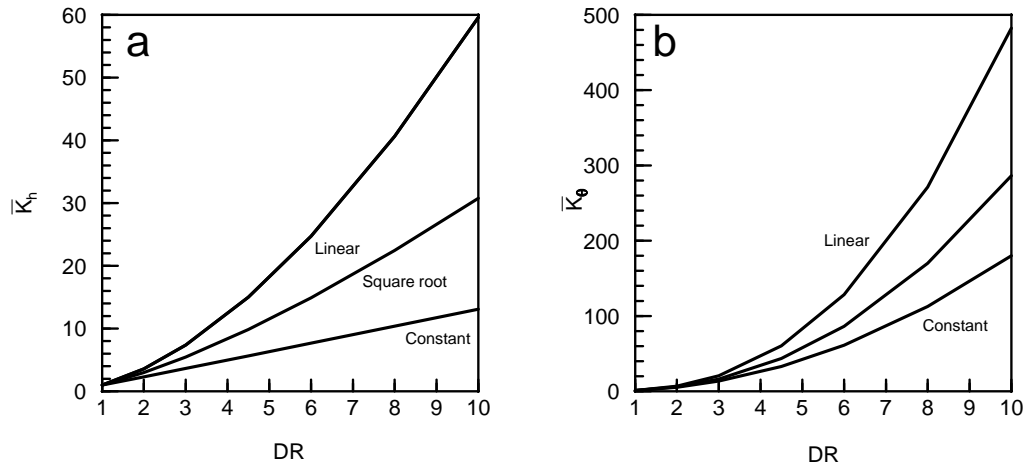 a
60
50
40
30
20
10
0
K̅h
Linear
Square root
Constant
1 2 3 4 5 6 7 8 9 10
DR
b
500
400
300
200
100
0
K̅θ
Linear
Constant
1 2 3 4 5 6 7 8 9 10
DR